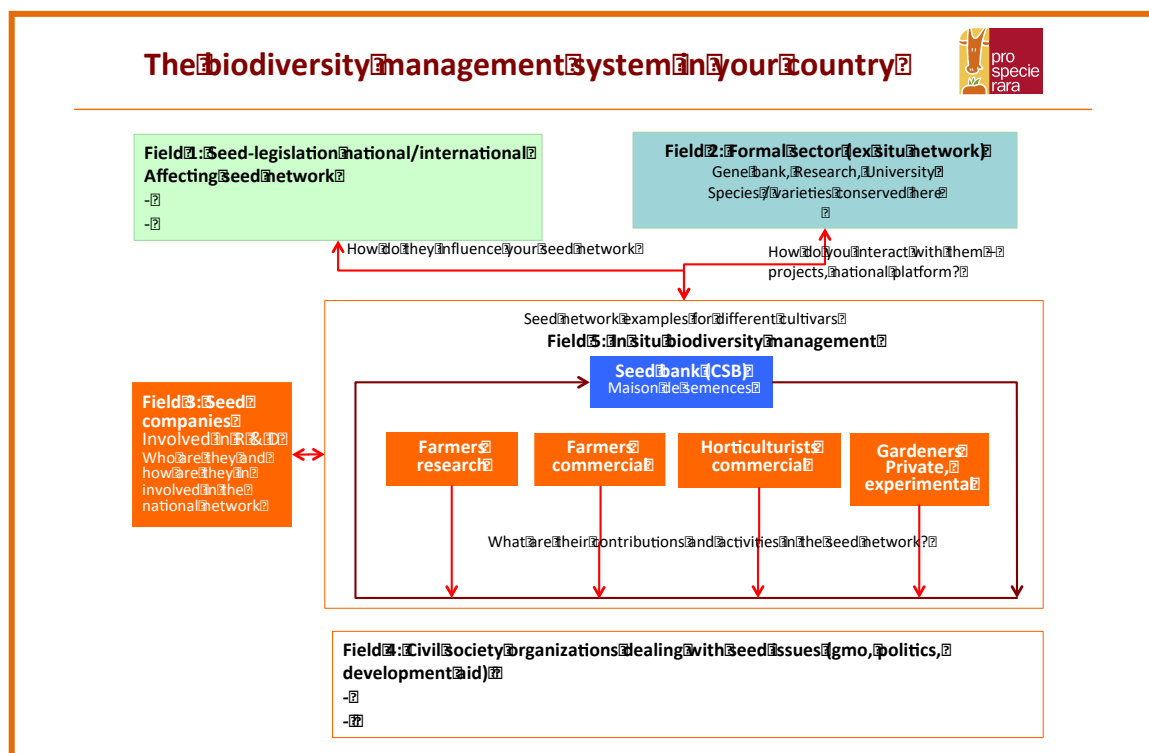 The biodiversity management system in your country
pro
specie
rara
Field 1: Seed-legislation national/international
Affecting seed network
-
-
Field 2: Formal sector (ex situ network)
Gene bank, Research, University
Species / varieties conserved here
How do they influence your seed network
How do you interact with them –
projects, national platform?
Seed network examples for different cultivars
Field 5: In situ biodiversity management
Seed bank (CSB)
Maison de semences
Field 3: Seed
companies
Involved in R & D
Who are they and
how are they in
involved in the
national network
Farmers
research
Farmers
commercial
Horticulturists
commercial
Gardeners
Private,
experimental
What are their contributions and activities in the seed network?
Field 4: Civil society organizations dealing with seed issues (gmo, politics,
development aid)
-
-